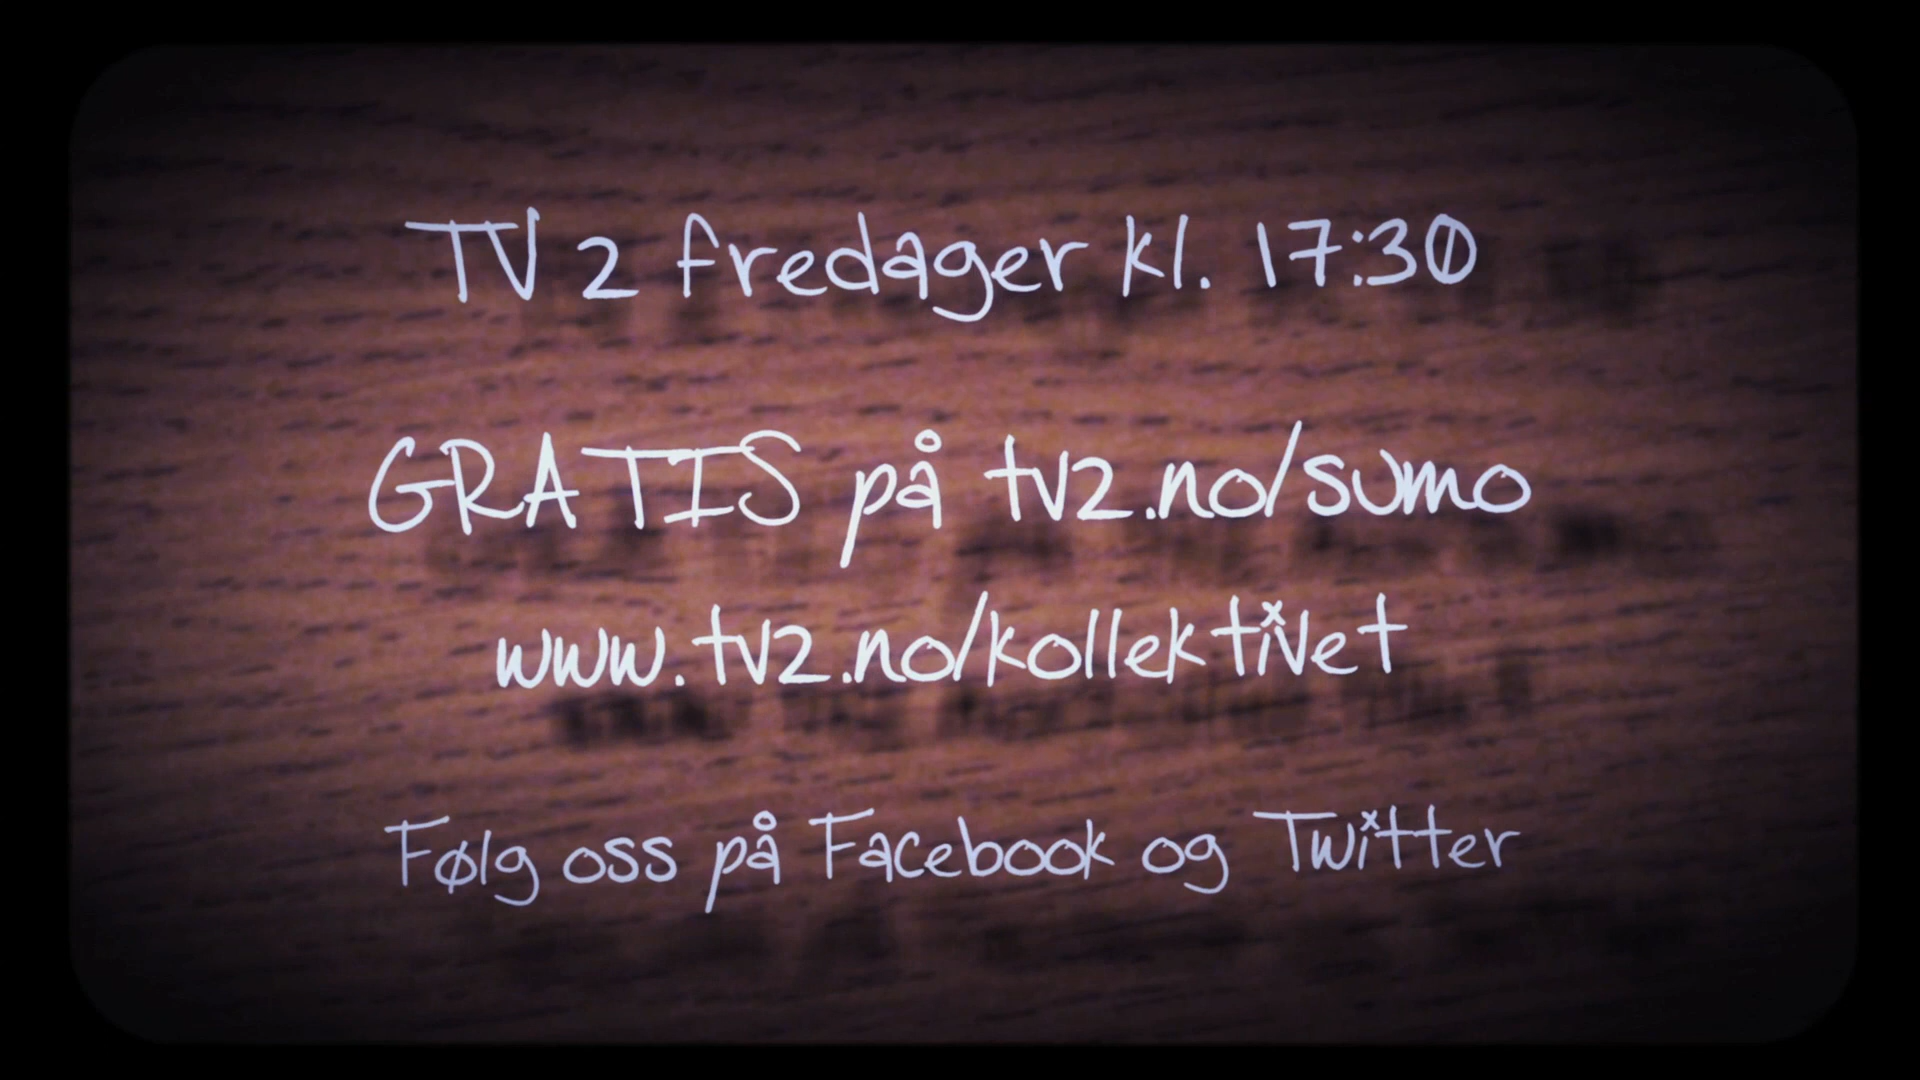 TV 2 fredager kl. 17:30
GRATIS på tv2.no/sumo
www.tv2.no/kollektivet
Følg oss på Facebook og Twitter